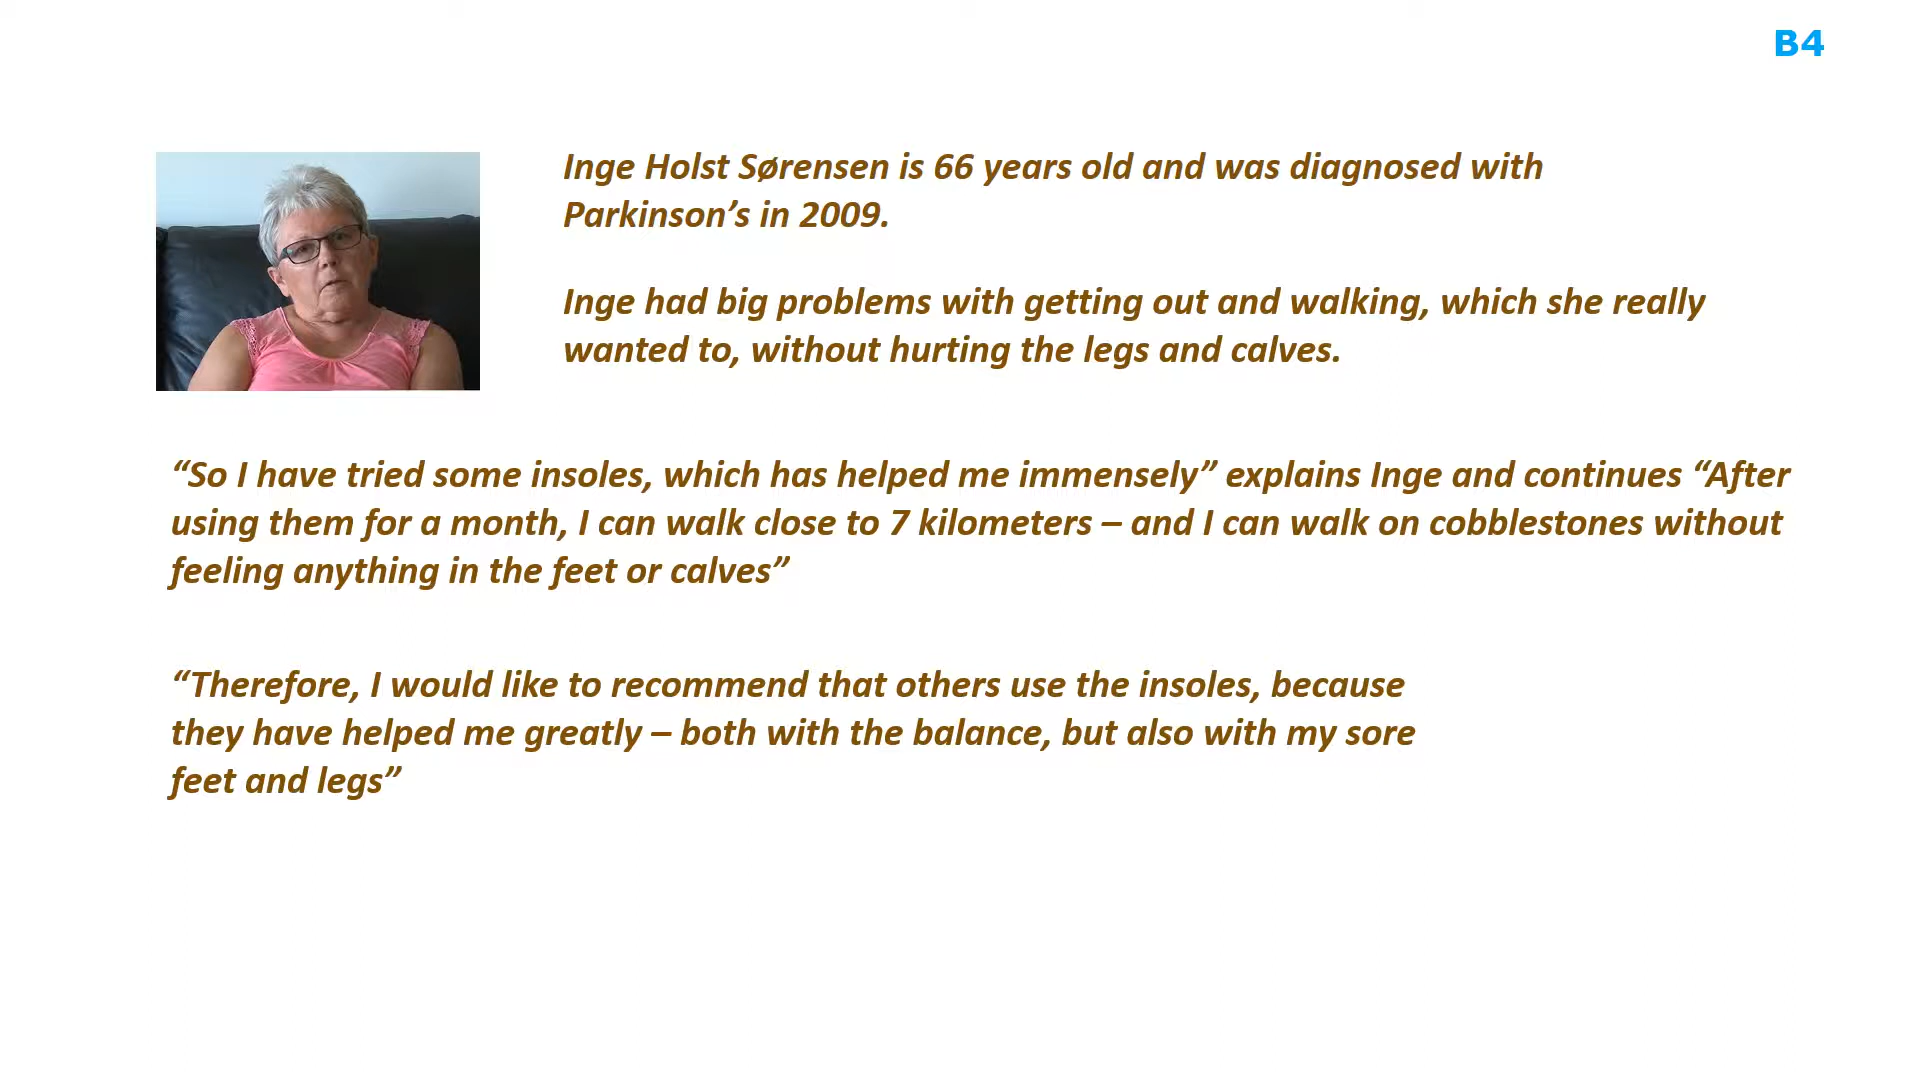 B4
Inge Holst Sørensen is 66 years old and was diagnosed with
Parkinson’s in 2009.
Inge had big problems with getting out and walking, which she really
wanted to, without hurting the legs and calves.
“So I have tried some insoles, which has helped me immensely” explains Inge and continues “After
using them for a month, I can walk close to 7 kilometers – and I can walk on cobblestones without
feeling anything in the feet or calves”
“Therefore, I would like to recommend that others use the insoles, because
they have helped me greatly – both with the balance, but also with my sore
feet and legs”